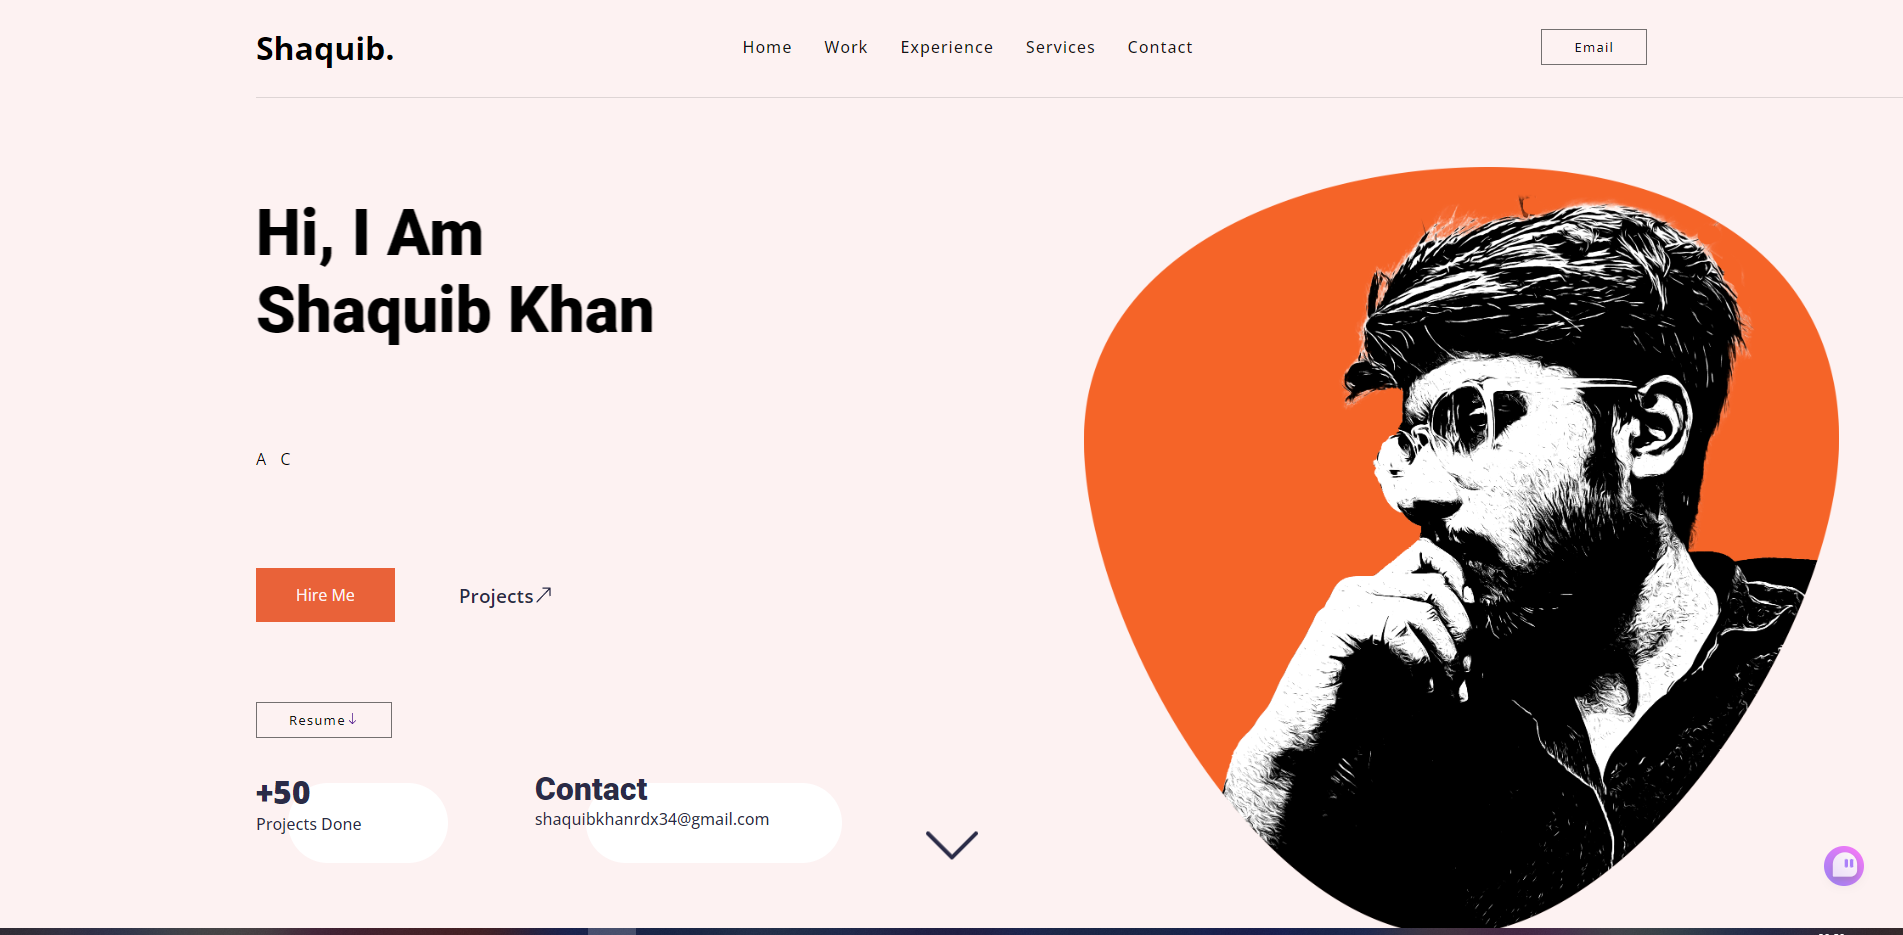 Shaquib.
Home Work Experience Services Contact
Email
Hi, I Am
Shaquib Khan
A C
Hire Me
Projects
Resume
+50
Projects Done
Contact
shaquibkhanrdx34@gmail.com